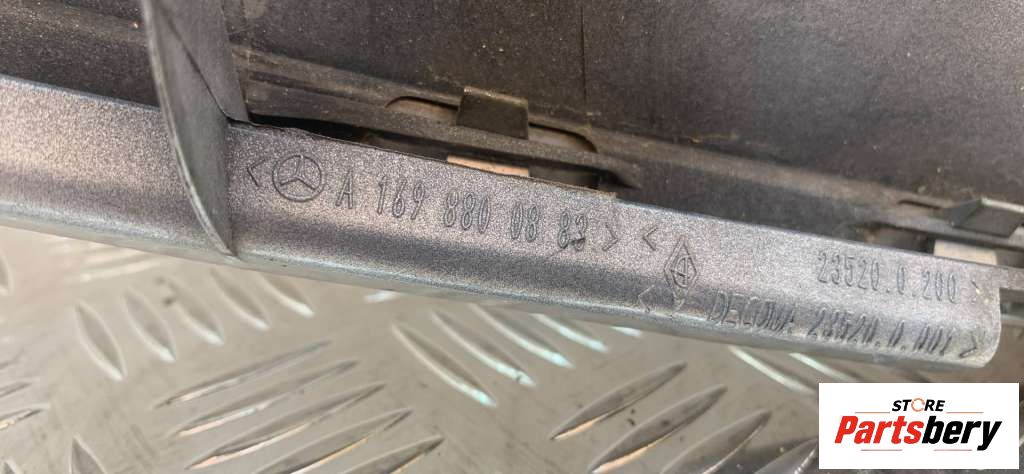 < A 169 880 08 83 > <
23520.0.200
< DECOMA 23520.0.001 >
STORE
Partsbery